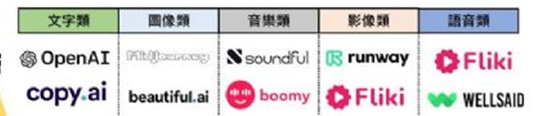 文字類 圖像類 音樂類 影像類 語音類
OpenAI MidJourney soundful runway Fliki
copy.ai beautiful.ai boomy Fliki WELLSAID